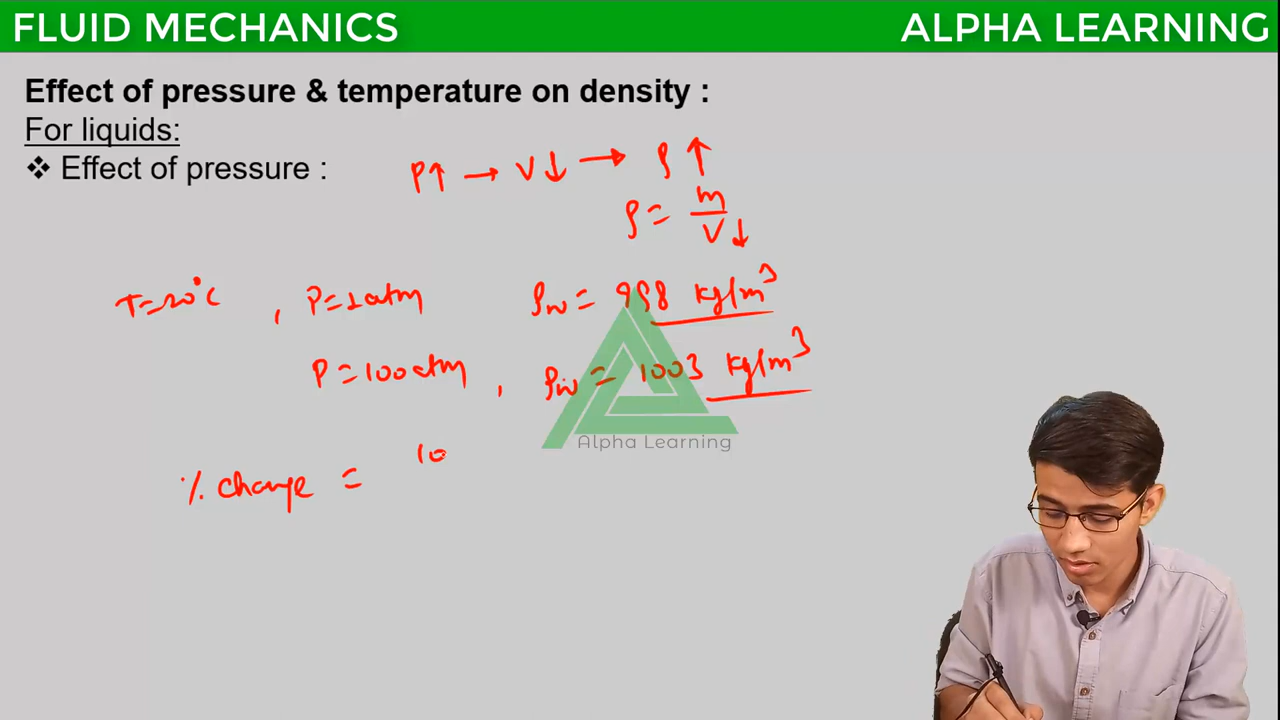 FLUID MECHANICS
ALPHA LEARNING
Effect of pressure & temperature on density :
For liquids:
❖ Effect of pressure : P↑ → V↓ → ρ↑
ρ = m/V↓
T=20°C , P=1atm ρw = 998 kg/m³
P=100atm , ρw = 1003 kg/m³
Alpha Learning
% change = 10